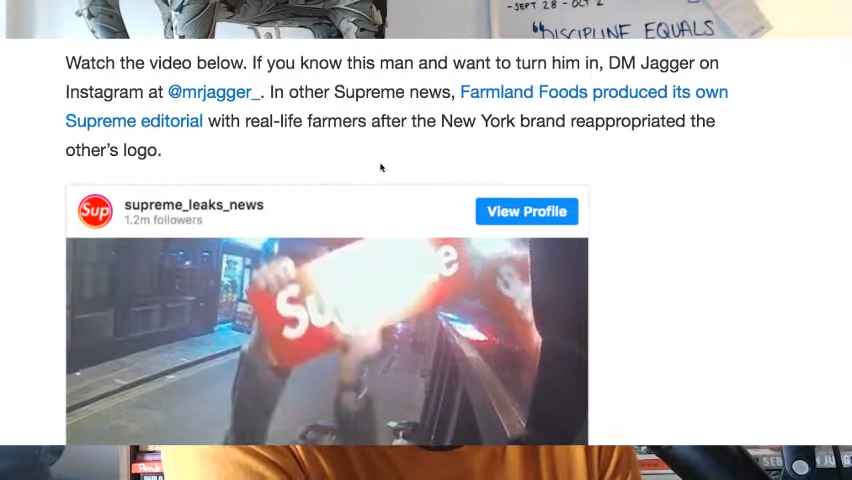 -SEPT 28 - OCT 2
"DISCIPLINE EQUALS
Watch the video below. If you know this man and want to turn him in, DM Jagger on
Instagram at @mrjagger_. In other Supreme news, Farmland Foods produced its own
Supreme editorial with real-life farmers after the New York brand reappropriated the
other’s logo.
Sup
supreme_leaks_news
1.2m followers
View Profile
Su e
S
SEB JUNG